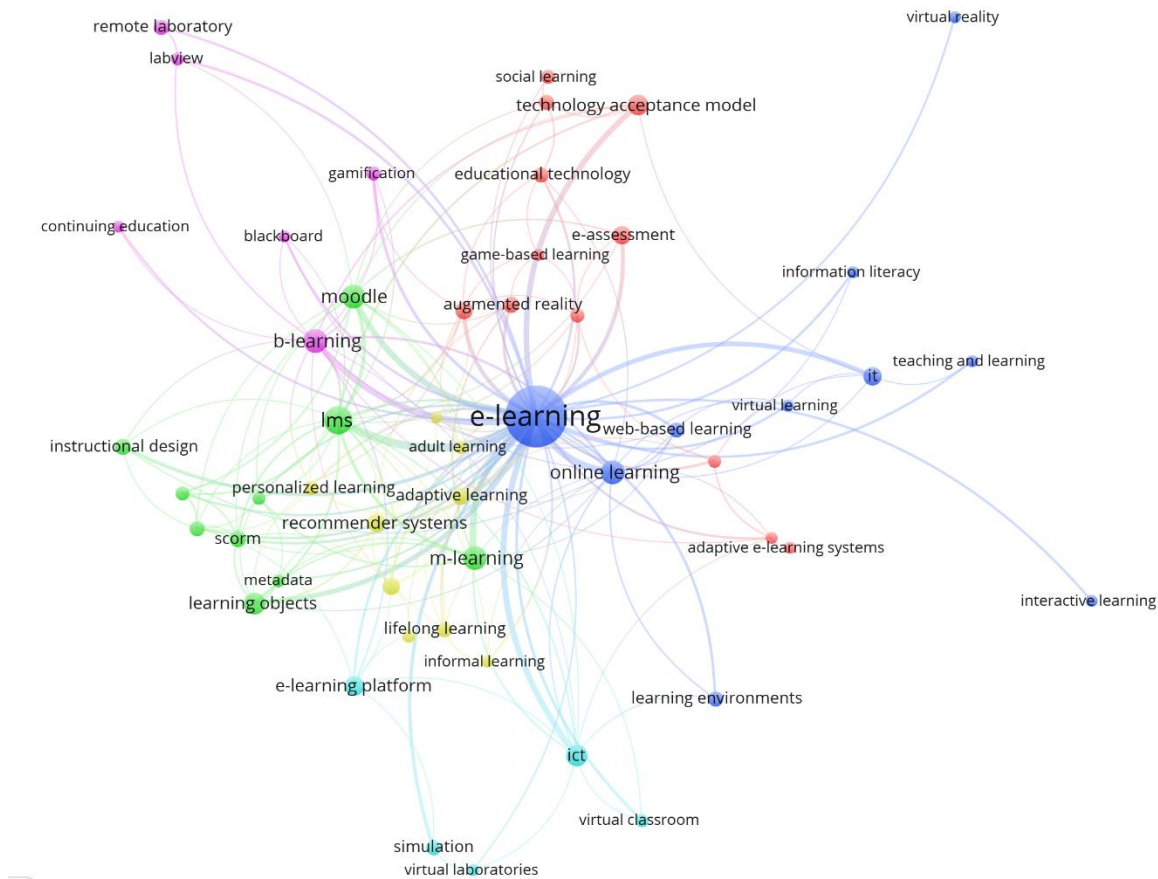 virtual reality
remote laboratory
labview
social learning
technology acceptance model
gamification
educational technology
continuing education
blackboard
e-assessment
game-based learning
information literacy
moodle
augmented reality
b-learning
teaching and learning
it
virtual learning
e-learning
lms
web-based learning
instructional design
adult learning
online learning
personalized learning
adaptive learning
recommender systems
scorm
adaptive e-learning systems
m-learning
metadata
learning objects
interactive learning
lifelong learning
informal learning
e-learning platform
learning environments
ict
virtual classroom
simulation
virtual laboratories